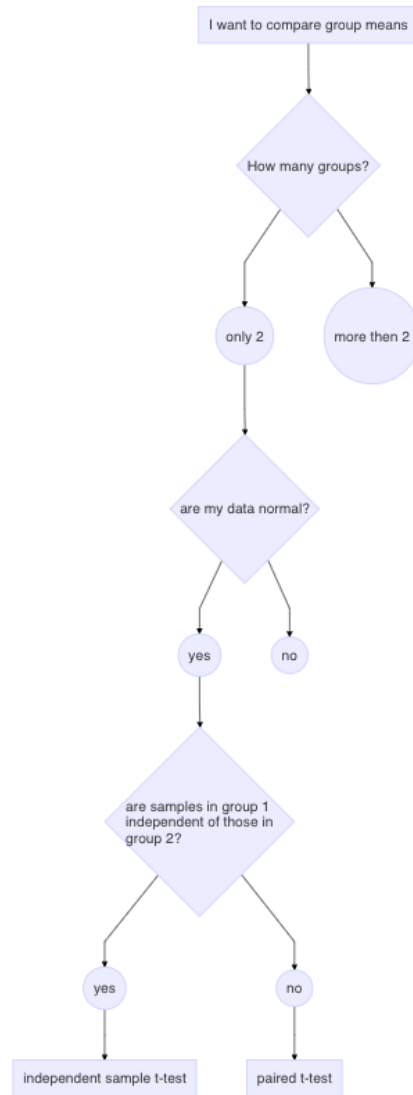 I want to compare group means
How many groups?
only 2
more then 2
are my data normal?
yes
no
are samples in group 1
independent of those in
group 2?
yes
no
independent sample t-test
paired t-test